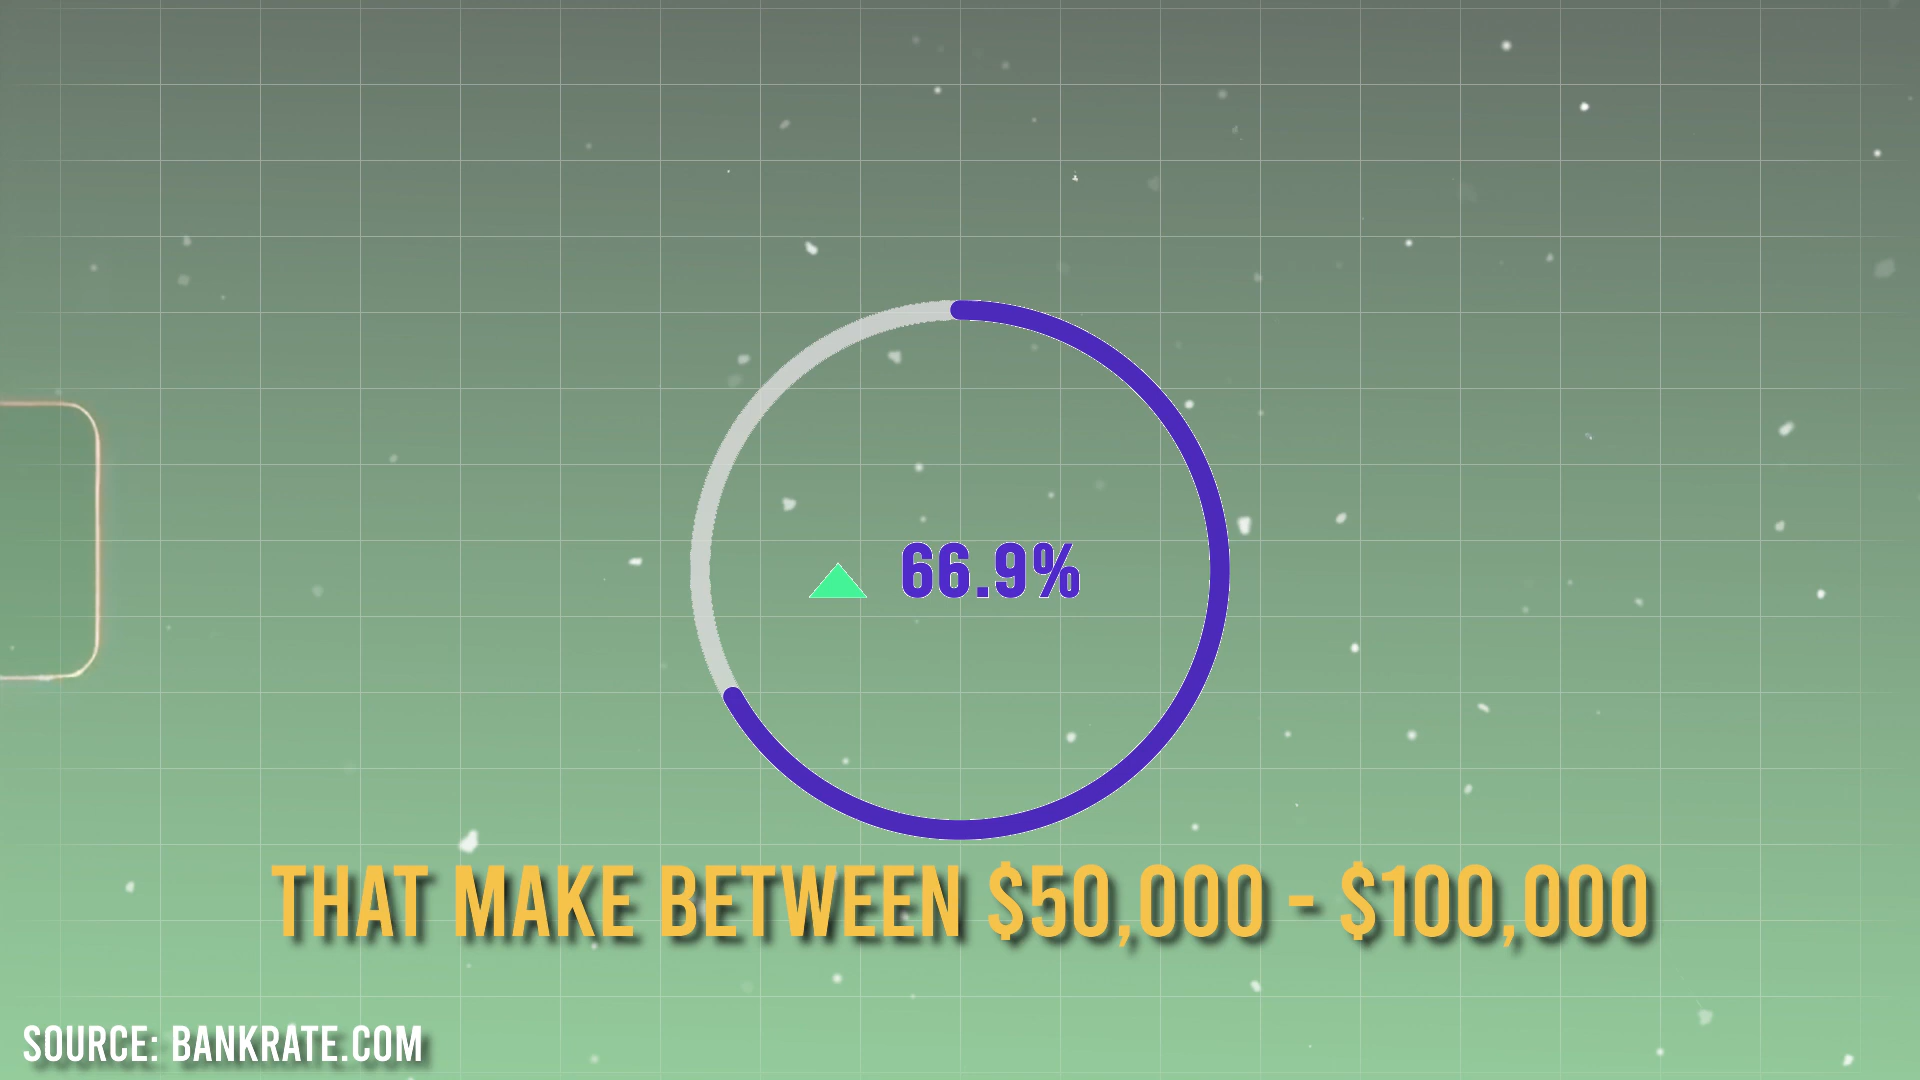 66.9%
THAT MAKE BETWEEN $50,000 - $100,000
SOURCE: BANKRATE.COM